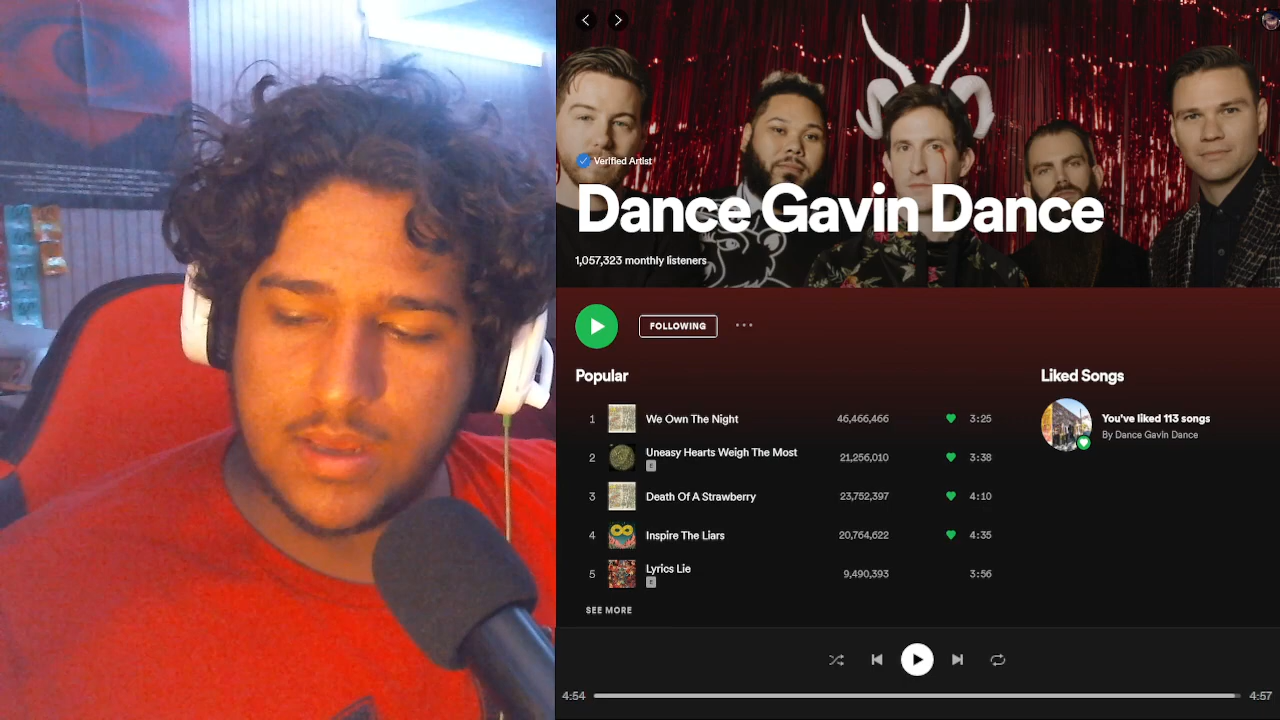 Verified Artist
Dance Gavin Dance
1,057,323 monthly listeners
FOLLOWING
Popular
Liked Songs
1 We Own The Night 46,466,466 3:25
You've liked 113 songs
By Dance Gavin Dance
2 Uneasy Hearts Weigh The Most 21,256,010 3:38
E
3 Death Of A Strawberry 23,752,397 4:10
4 Inspire The Liars 20,764,622 4:35
5 Lyrics Lie 9,490,393 3:56
E
SEE MORE
4:54 4:57